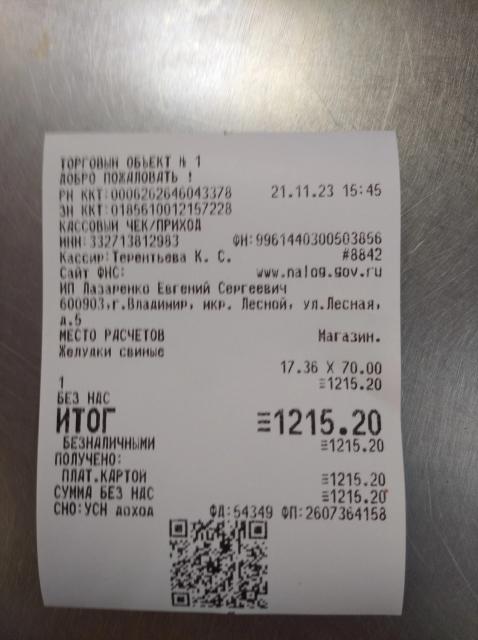 ТОРГОВЫЙ ОБЪЕКТ № 1
ДОБРО ПОЖАЛОВАТЬ !
РН ККТ:0006262646043378 21.11.23 15:45
ЗН ККТ:0185610012157228
КАССОВЫЙ ЧЕК/ПРИХОД
ИНН:332713812983 ФН:9961440300503856
Кассир:Терентьева К. С. #8842
Сайт ФНС: www.nalog.gov.ru
ИП Лазаренко Евгений Сергеевич
600903,г.Владимир, мкр. Лесной, ул.Лесная,
д.5
МЕСТО РАСЧЕТОВ Магазин.
Желудки свиные
17.36 X 70.00
1 ≡1215.20
БЕЗ НДС
ИТОГ ≡1215.20
БЕЗНАЛИЧНЫМИ ≡1215.20
ПОЛУЧЕНО:
ПЛАТ.КАРТОЙ ≡1215.20
СУММА БЕЗ НДС ≡1215.20
СНО:УСН доход ФД:54349 ФП:2607364158